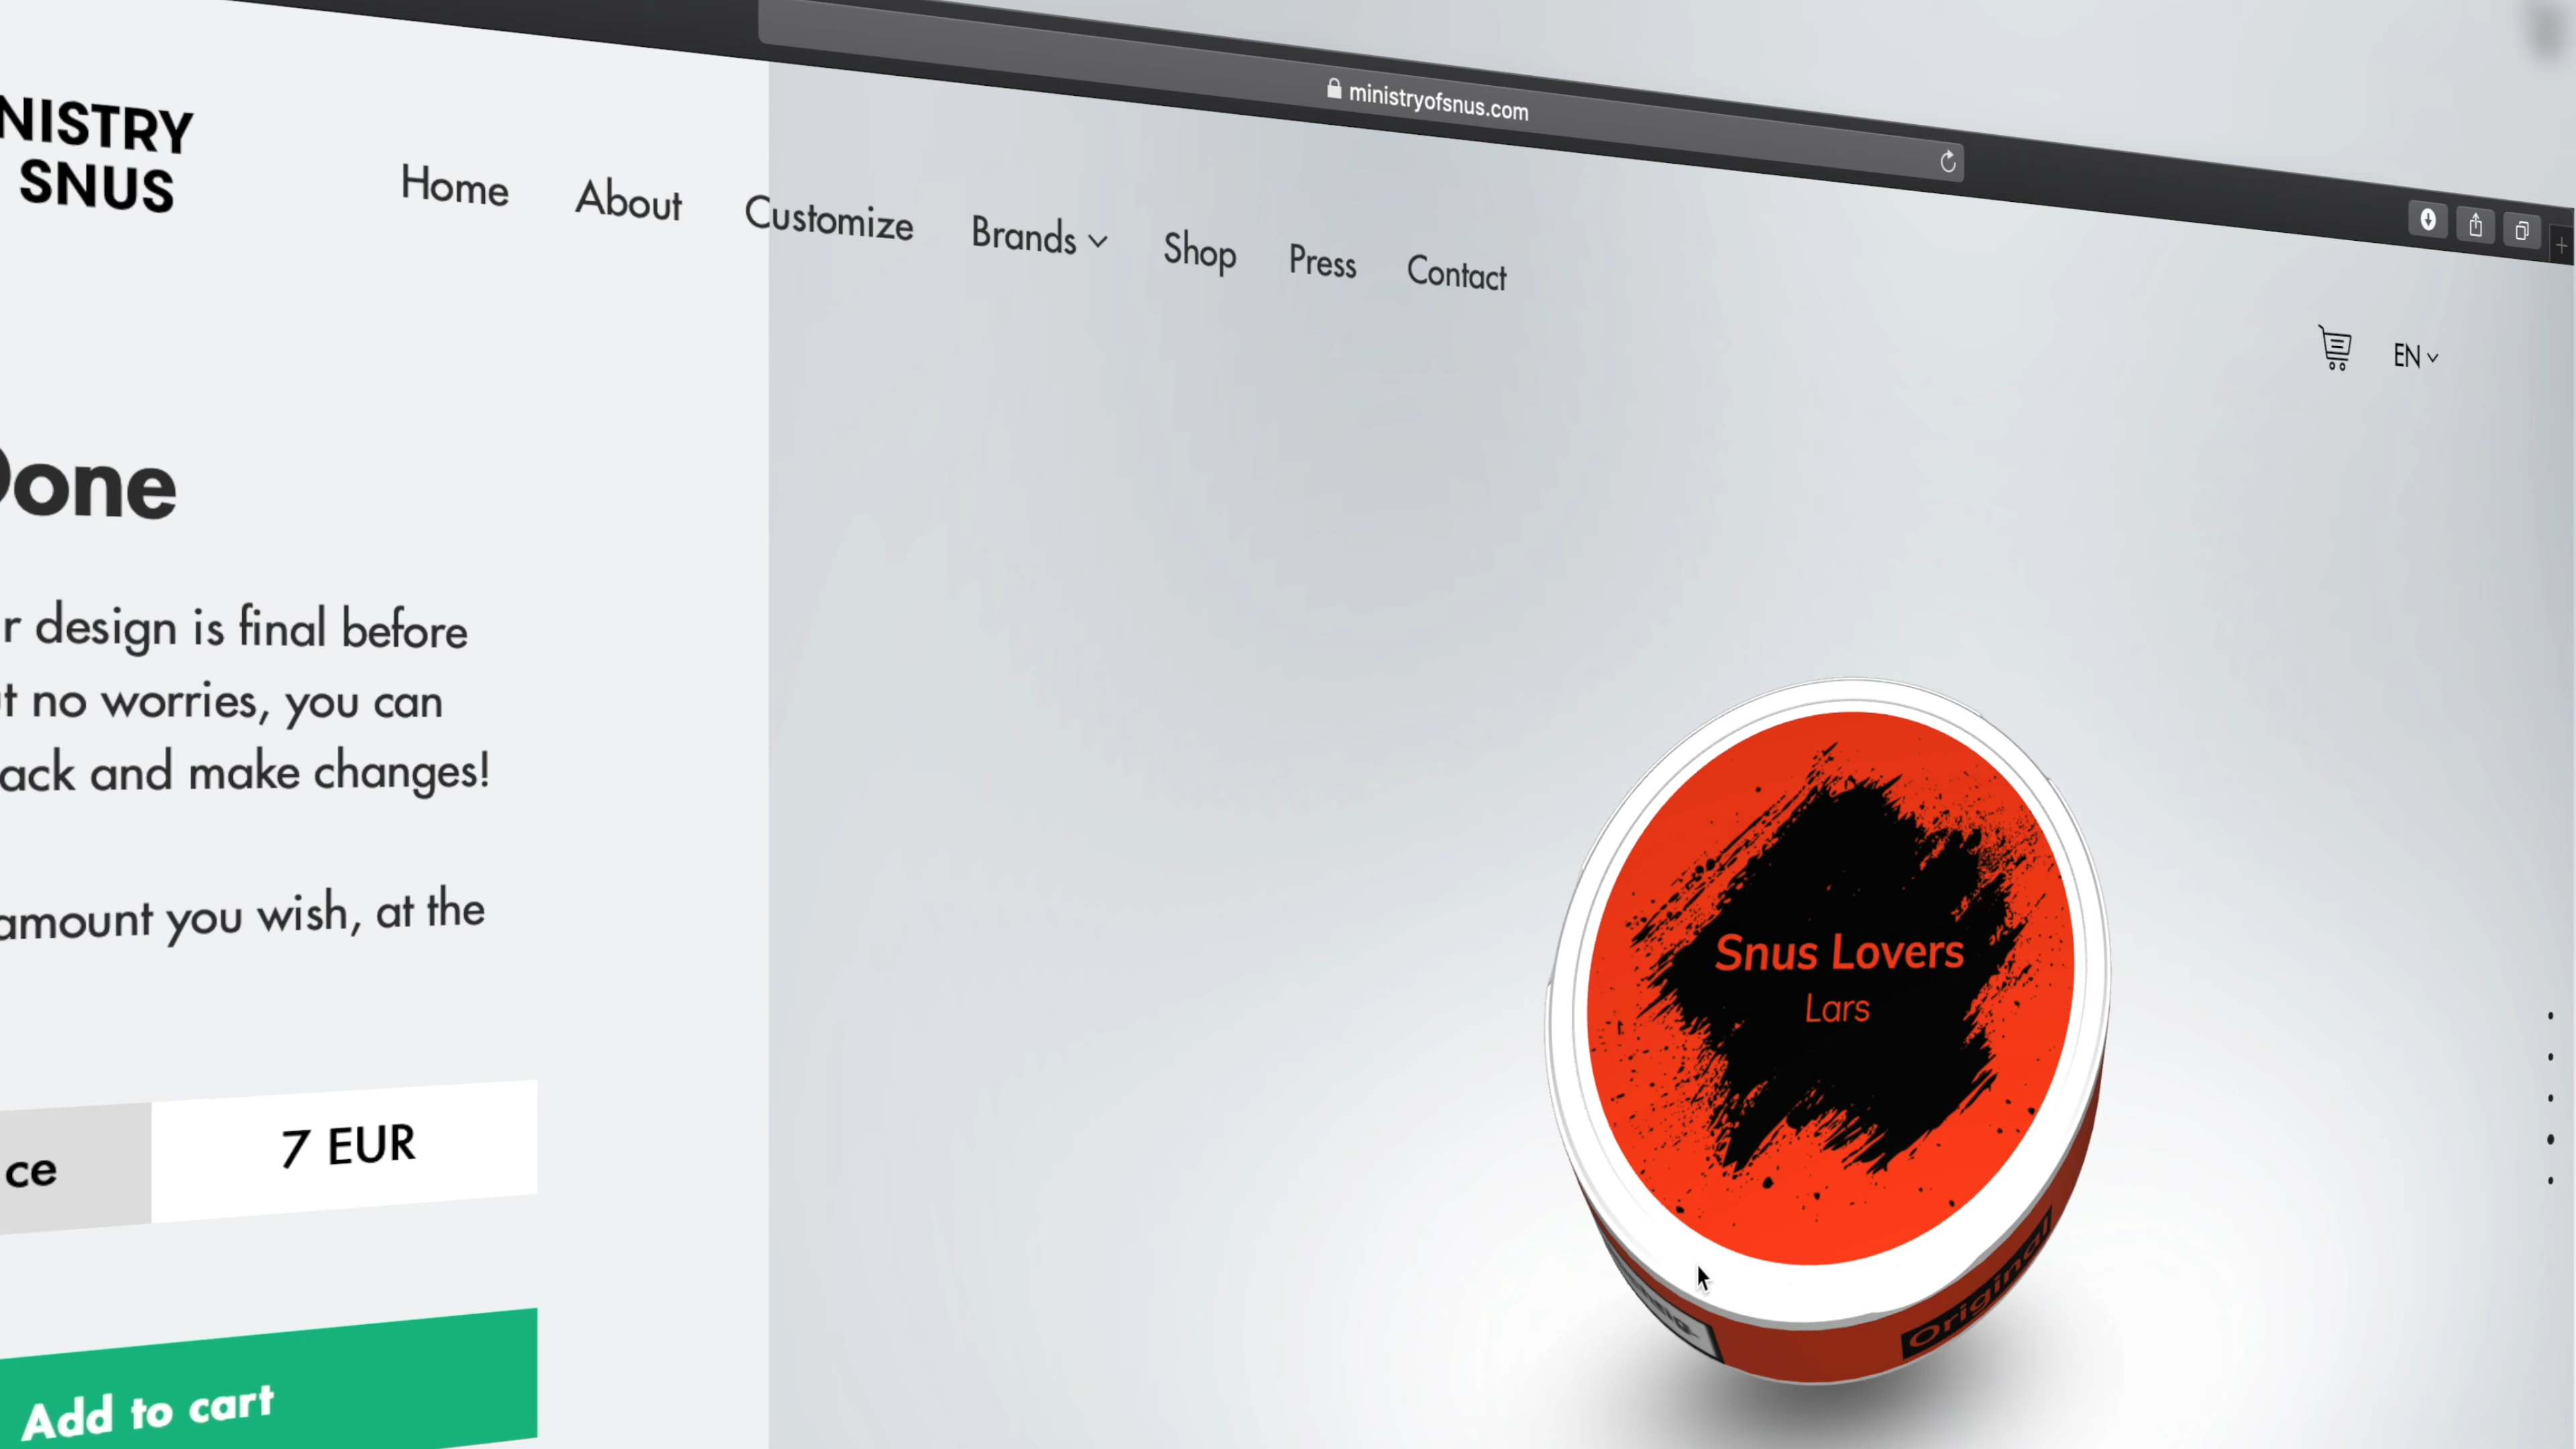 ministryofsnus.com
NISTRY
SNUS
Home About Customize Brands Shop Press Contact
EN
Done
r design is final before
t no worries, you can
ack and make changes!
amount you wish, at the
ce 7 EUR
Add to cart
Snus Lovers
Lars
Original